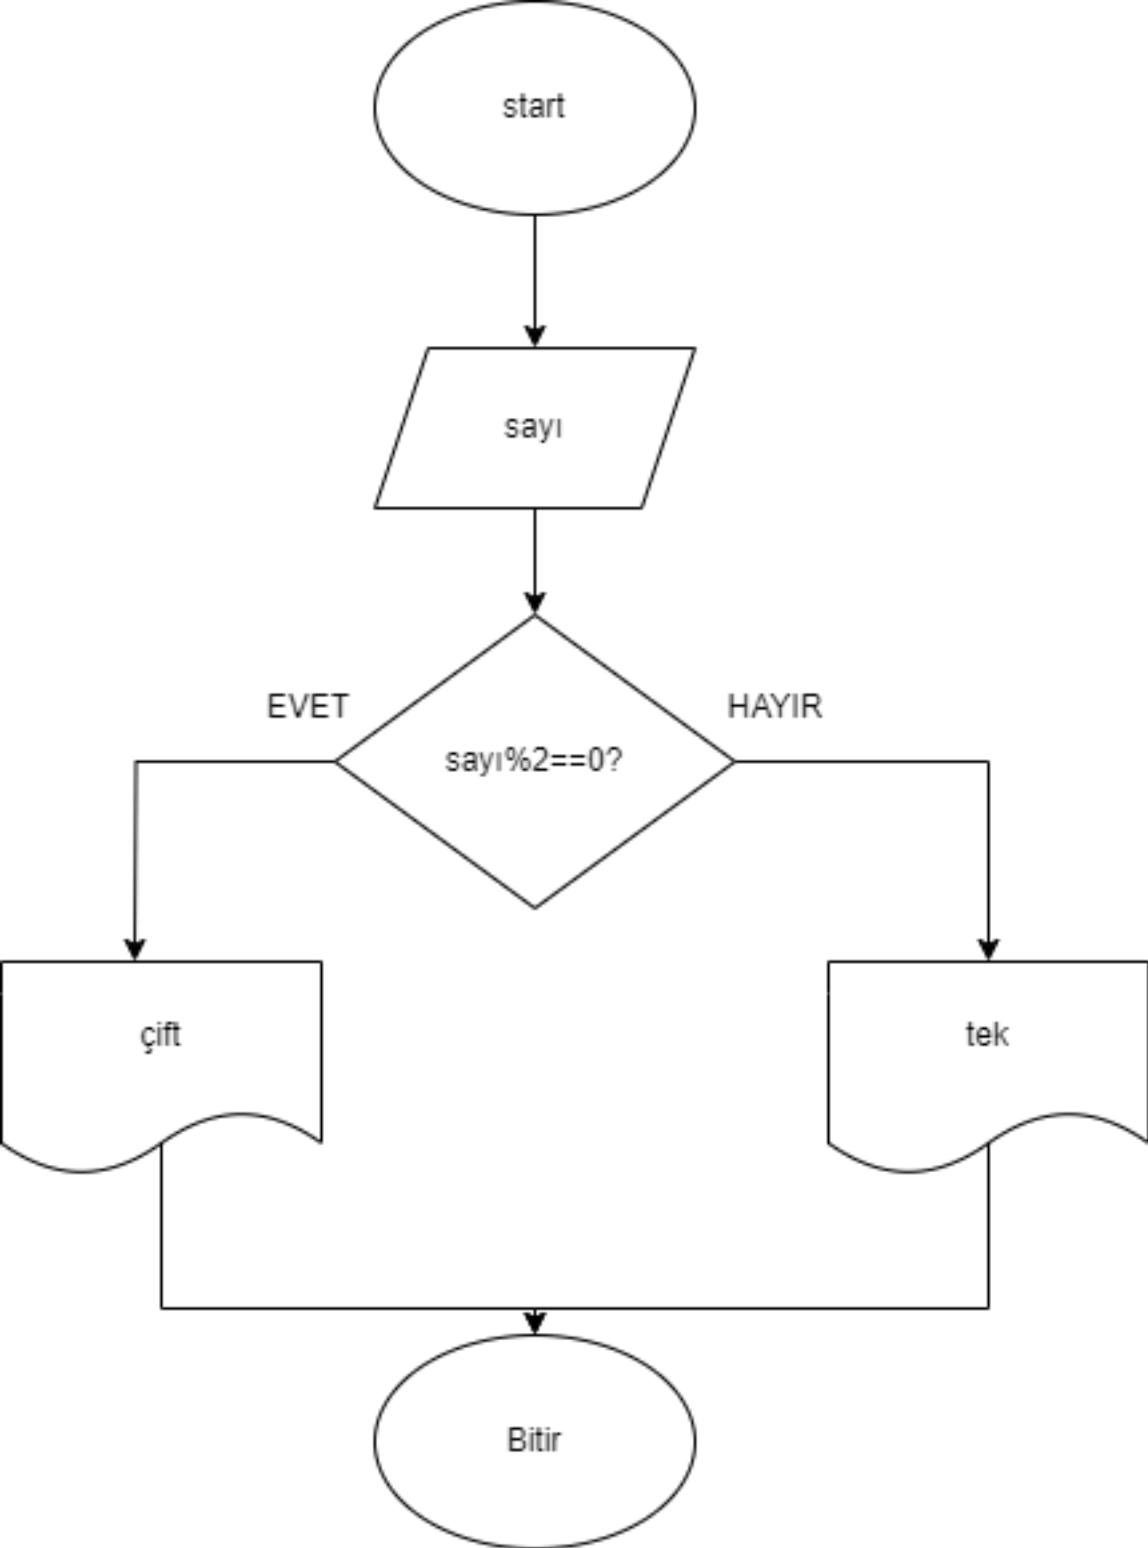 start
sayı
EVET
HAYIR
sayı%2==0?
çift
tek
Bitir